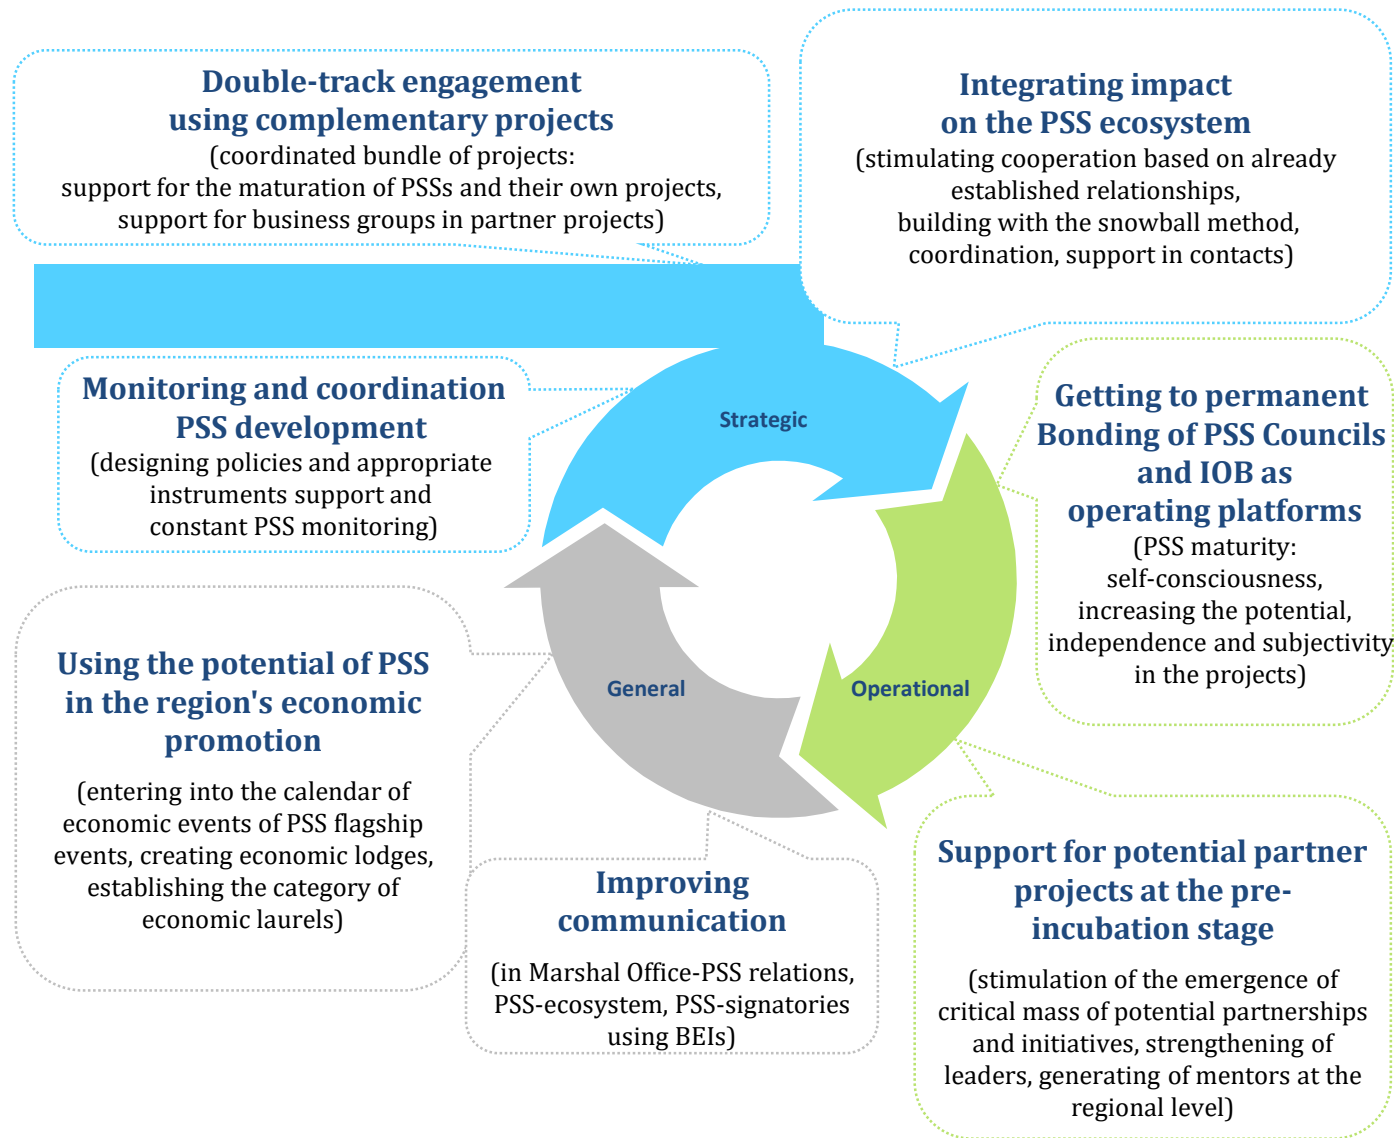 Double-track engagement
using complementary projects
(coordinated bundle of projects:
support for the maturation of PSSs and their own projects,
support for business groups in partner projects)
Integrating impact
on the PSS ecosystem
(stimulating cooperation based on already
established relationships,
building with the snowball method,
coordination, support in contacts)
Monitoring and coordination
PSS development
(designing policies and appropriate
instruments support and
constant PSS monitoring)
Strategic
Getting to permanent
Bonding of PSS Councils
and IOB as
operating platforms
(PSS maturity:
self-consciousness,
increasing the potential,
independence and subjectivity
in the projects)
Using the potential of PSS
in the region's economic
promotion
(entering into the calendar of
economic events of PSS flagship
events, creating economic lodges,
establishing the category of
economic laurels)
General
Operational
Improving
communication
(in Marshal Office-PSS relations,
PSS-ecosystem, PSS-signatories
using BEIs)
Support for potential partner
projects at the pre-
incubation stage
(stimulation of the emergence of
critical mass of potential partnerships
and initiatives, strengthening of
leaders, generating of mentors at the
regional level)